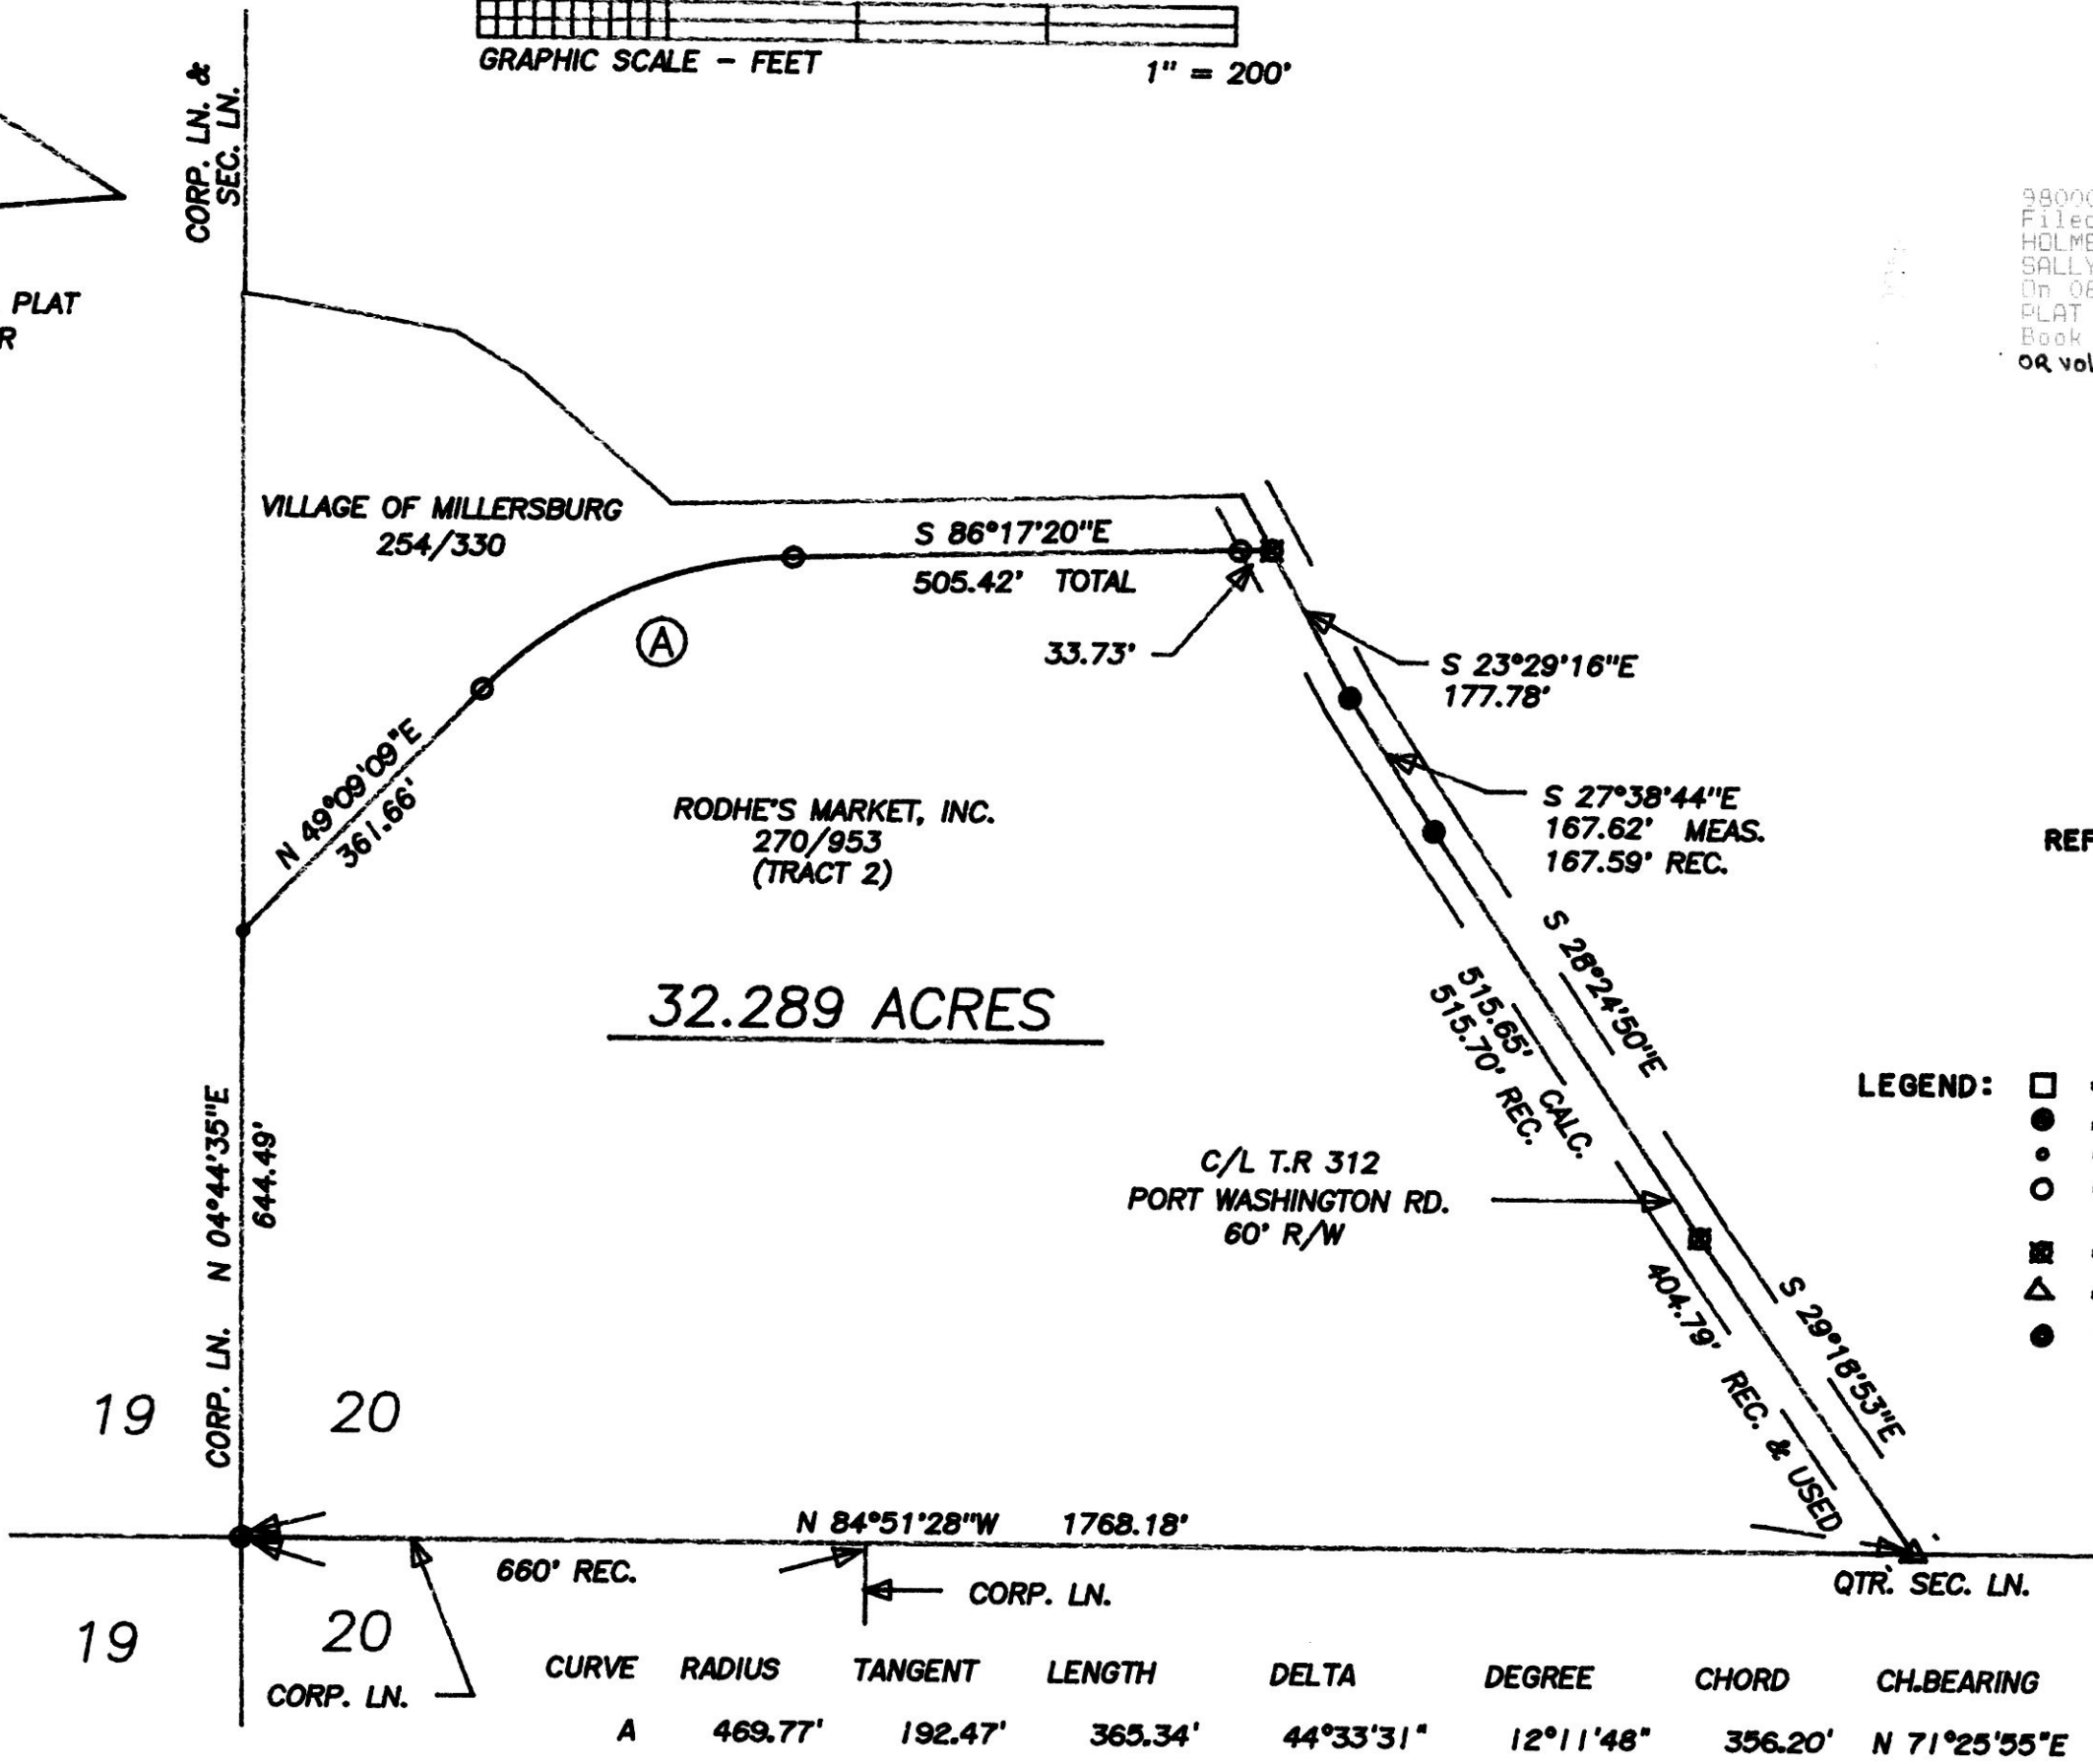 GRAPHIC SCALE - FEET
1" = 200'
CORP. LN. &
SEC. LN.
PLAT
R
Filed
HOLME
SALLY
On 06
PLAT
Book
OR vol
VILLAGE OF MILLERSBURG
254/330
S 86°17'20"E
505.42' TOTAL
A
33.73'
S 23°29'16"E
177.78'
N 49°09'09"E
361.66'
S 27°38'44"E
167.62' MEAS.
167.59' REC.
RODHE'S MARKET, INC.
270/953
(TRACT 2)
REF
32.289 ACRES
S 28°24'50"E
515.65' CALC.
515.70' REC.
LEGEND:
CORP. LN. N 04°44'35"E
644.49'
C/L T.R 312
PORT WASHINGTON RD.
60' R/W
S 29°18'53"E
404.79' REC. & USED
19
20
N 84°51'28"W 1768.18'
660' REC.
CORP. LN.
QTR. SEC. LN.
19
20
CORP. LN.
CURVE RADIUS TANGENT LENGTH DELTA DEGREE CHORD CH.BEARING
A 469.77' 192.47' 365.34' 44°33'31" 12°11'48" 356.20' N 71°25'55"E